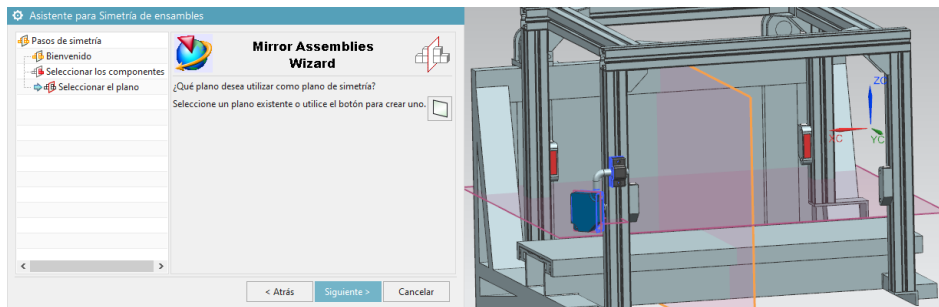 Asistente para Simetría de ensambles
Pasos de simetría
Bienvenido
Seleccionar los componentes
Seleccionar el plano
Mirror Assemblies
Wizard
¿Qué plano desea utilizar como plano de simetría?
Seleccione un plano existente o utilice el botón para crear uno.
< Atrás
Siguiente >
Cancelar
ZC
XC
YC